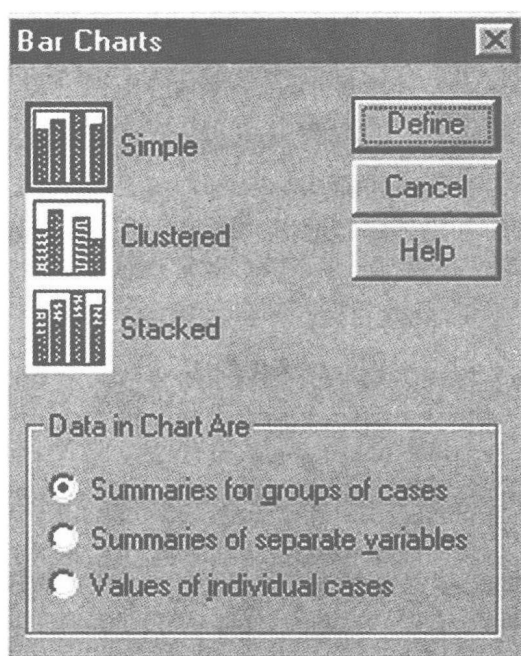 Bar Charts
Simple
Clustered
Stacked
Define
Cancel
Help
Data in Chart Are
Summaries for groups of cases
Summaries of separate variables
Values of individual cases